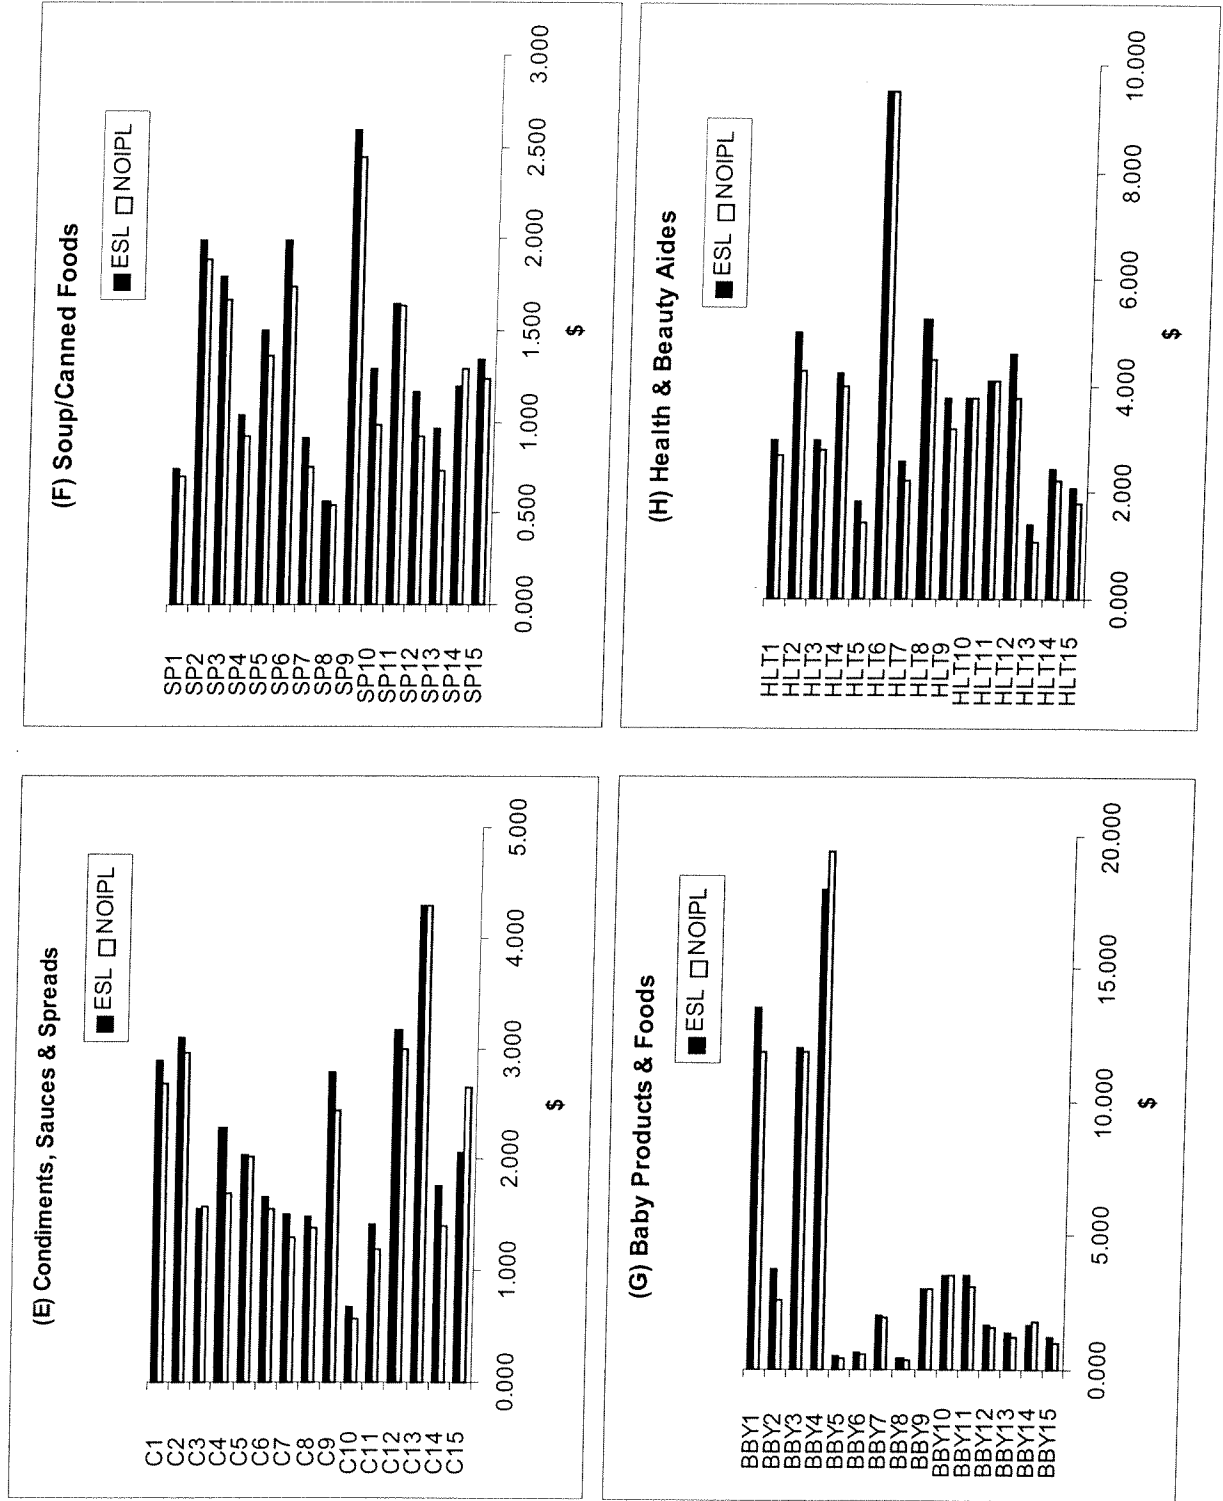 (E) Condiments, Sauces & Spreads
ESL NOIPL
C1
C2
C3
C4
C5
C6
C7
C8
C9
C10
C11
C12
C13
C14
C15
0.000 1.000 2.000 3.000 4.000 5.000
$
(F) Soup/Canned Foods
ESL NOIPL
SP1
SP2
SP3
SP4
SP5
SP6
SP7
SP8
SP9
SP10
SP11
SP12
SP13
SP14
SP15
0.000 0.500 1.000 1.500 2.000 2.500 3.000
$
(G) Baby Products & Foods
ESL NOIPL
BBY1
BBY2
BBY3
BBY4
BBY5
BBY6
BBY7
BBY8
BBY9
BBY10
BBY11
BBY12
BBY13
BBY14
BBY15
0.000 5.000 10.000 15.000 20.000
$
(H) Health & Beauty Aides
ESL NOIPL
HLT1
HLT2
HLT3
HLT4
HLT5
HLT6
HLT7
HLT8
HLT9
HLT10
HLT11
HLT12
HLT13
HLT14
HLT15
0.000 2.000 4.000 6.000 8.000 10.000
$